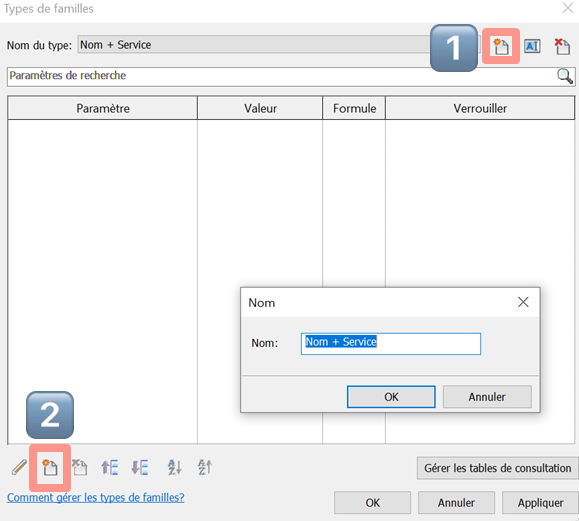 Types de familles
Nom du type: Nom + Service
1
AI
Paramètres de recherche
Paramètre Valeur Formule Verrouiller
Nom
Nom: Nom + Service
OK Annuler
2
A Z A Z
Gérer les tables de consultation
Comment gérer les types de familles?
OK Annuler Appliquer